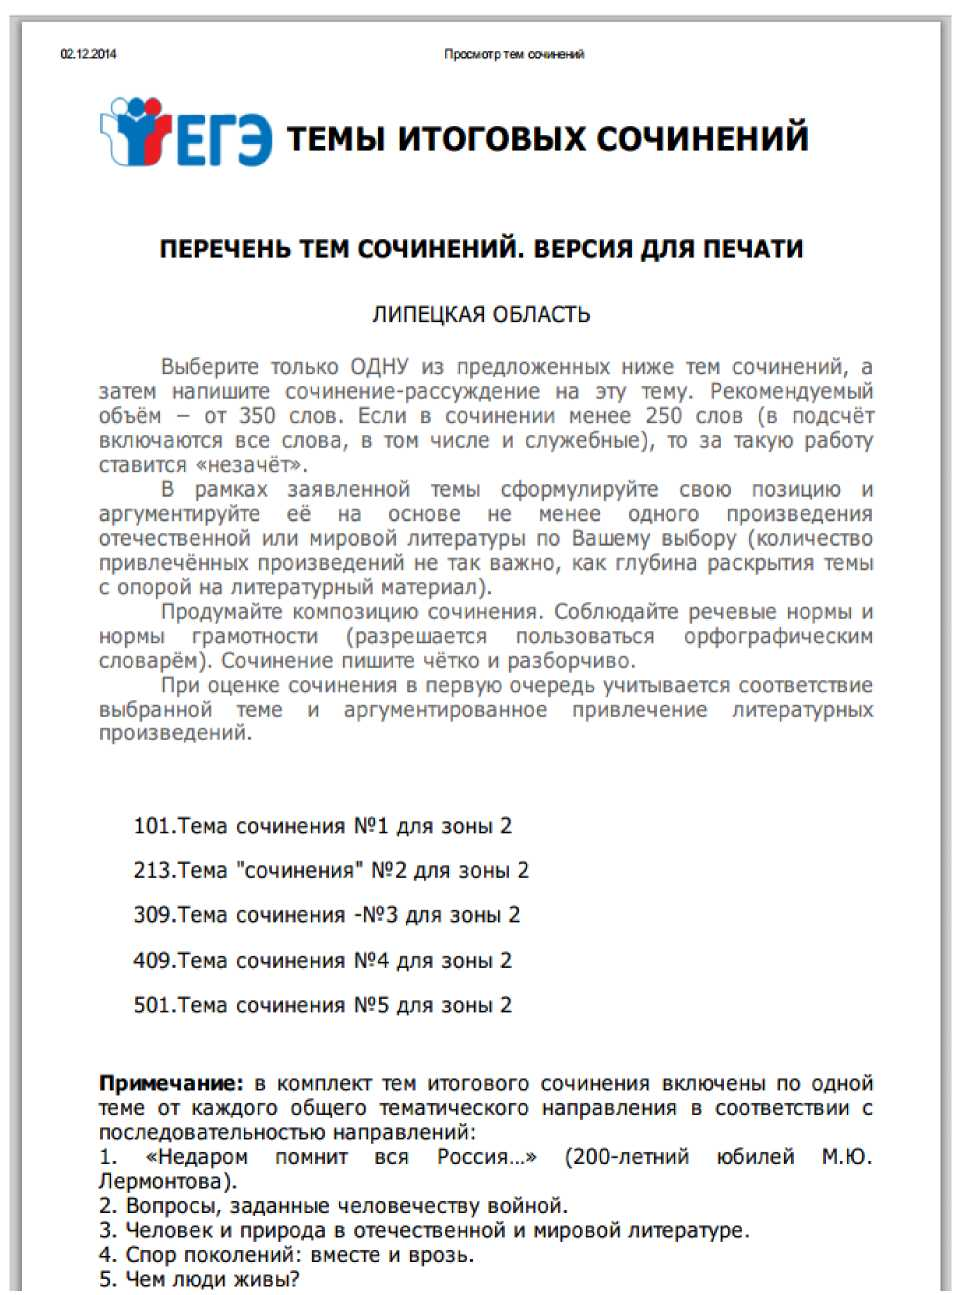 02.12.2014 Просмотр тем сочинений
ЕГЭ ТЕМЫ ИТОГОВЫХ СОЧИНЕНИЙ
ПЕРЕЧЕНЬ ТЕМ СОЧИНЕНИЙ. ВЕРСИЯ ДЛЯ ПЕЧАТИ
ЛИПЕЦКАЯ ОБЛАСТЬ
Выберите только ОДНУ из предложенных ниже тем сочинений, а
затем напишите сочинение-рассуждение на эту тему. Рекомендуемый
объём – от 350 слов. Если в сочинении менее 250 слов (в подсчёт
включаются все слова, в том числе и служебные), то за такую работу
ставится «незачёт».
В рамках заявленной темы сформулируйте свою позицию и
аргументируйте её на основе не менее одного произведения
отечественной или мировой литературы по Вашему выбору (количество
привлечённых произведений не так важно, как глубина раскрытия темы
с опорой на литературный материал).
Продумайте композицию сочинения. Соблюдайте речевые нормы и
нормы грамотности (разрешается пользоваться орфографическим
словарём). Сочинение пишите чётко и разборчиво.
При оценке сочинения в первую очередь учитывается соответствие
выбранной теме и аргументированное привлечение литературных
произведений.
101.Тема сочинения №1 для зоны 2
213.Тема "сочинения" №2 для зоны 2
309.Тема сочинения -№3 для зоны 2
409.Тема сочинения №4 для зоны 2
501.Тема сочинения №5 для зоны 2
Примечание: в комплект тем итогового сочинения включены по одной
теме от каждого общего тематического направления в соответствии с
последовательностью направлений:
1. «Недаром помнит вся Россия…» (200-летний юбилей М.Ю.
Лермонтова).
2. Вопросы, заданные человечеству войной.
3. Человек и природа в отечественной и мировой литературе.
4. Спор поколений: вместе и врозь.
5. Чем люди живы?